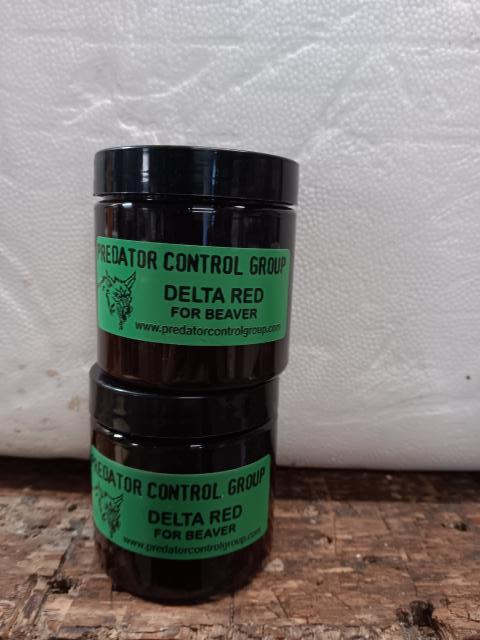 PREDATOR CONTROL GROUP
DELTA RED
FOR BEAVER
www.predatorcontrolgroup.com
PREDATOR CONTROL GROUP
DELTA RED
FOR BEAVER
www.predatorcontrolgroup.com